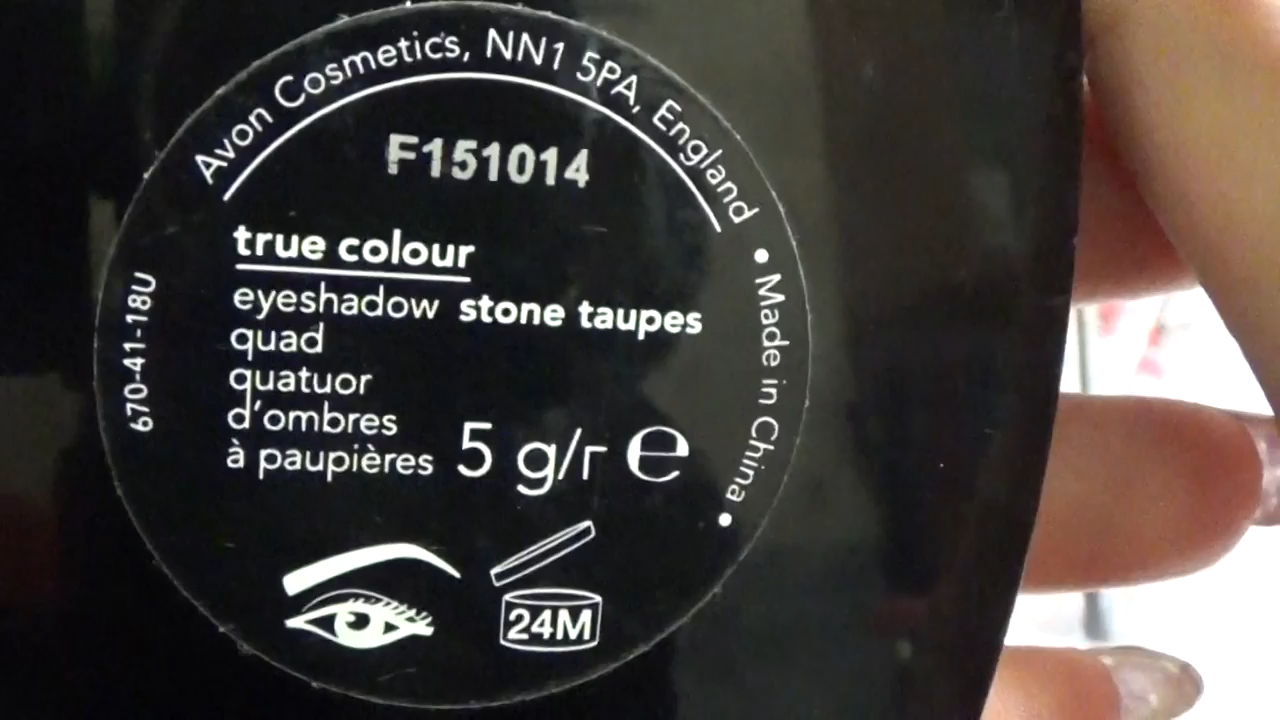 Avon Cosmetics, NN1 5PA, England • Made in China •
F151014
true colour
eyeshadow stone taupes
quad
quatuor
d'ombres
à paupières 5 g/r e
24M
670-41-18U